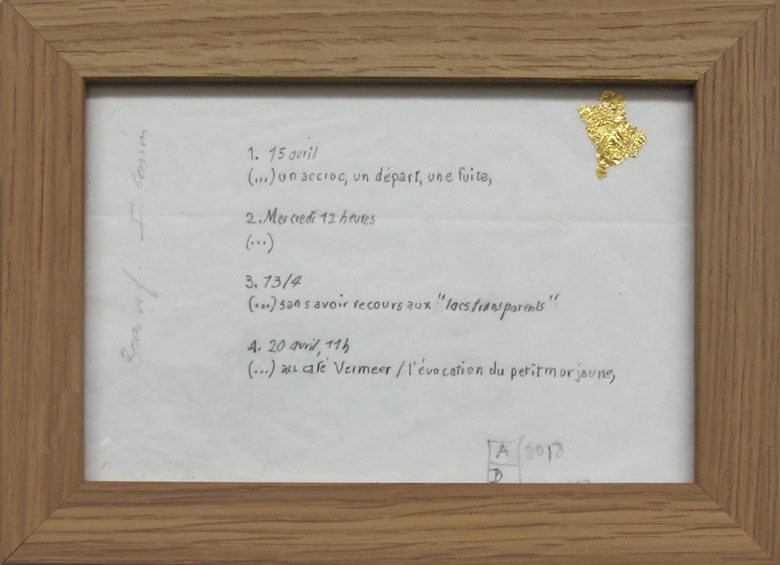 1. 15 avril
(...) un accroc, un départ, une fuite,
2. Mercredi 12 heures
(...)
3. 13/4
(...) sans avoir recours aux "lacs transparents"
4. 20 avril, 11h
(...) au café Vermeer / l'évocation du petit mur jaune,
A 2018
D